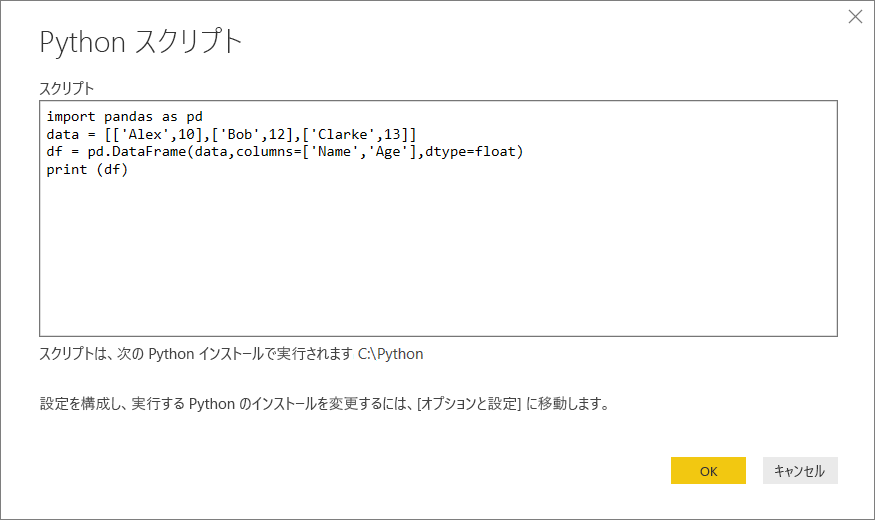 Python スクリプト
スクリプト
import pandas as pd
data = [['Alex',10],['Bob',12],['Clarke',13]]
df = pd.DataFrame(data,columns=['Name','Age'],dtype=float)
print (df)
スクリプトは、次の Python インストールで実行されます C:\Python
設定を構成し、実行する Python のインストールを変更するには、[オプションと設定] に移動します。
OK
キャンセル